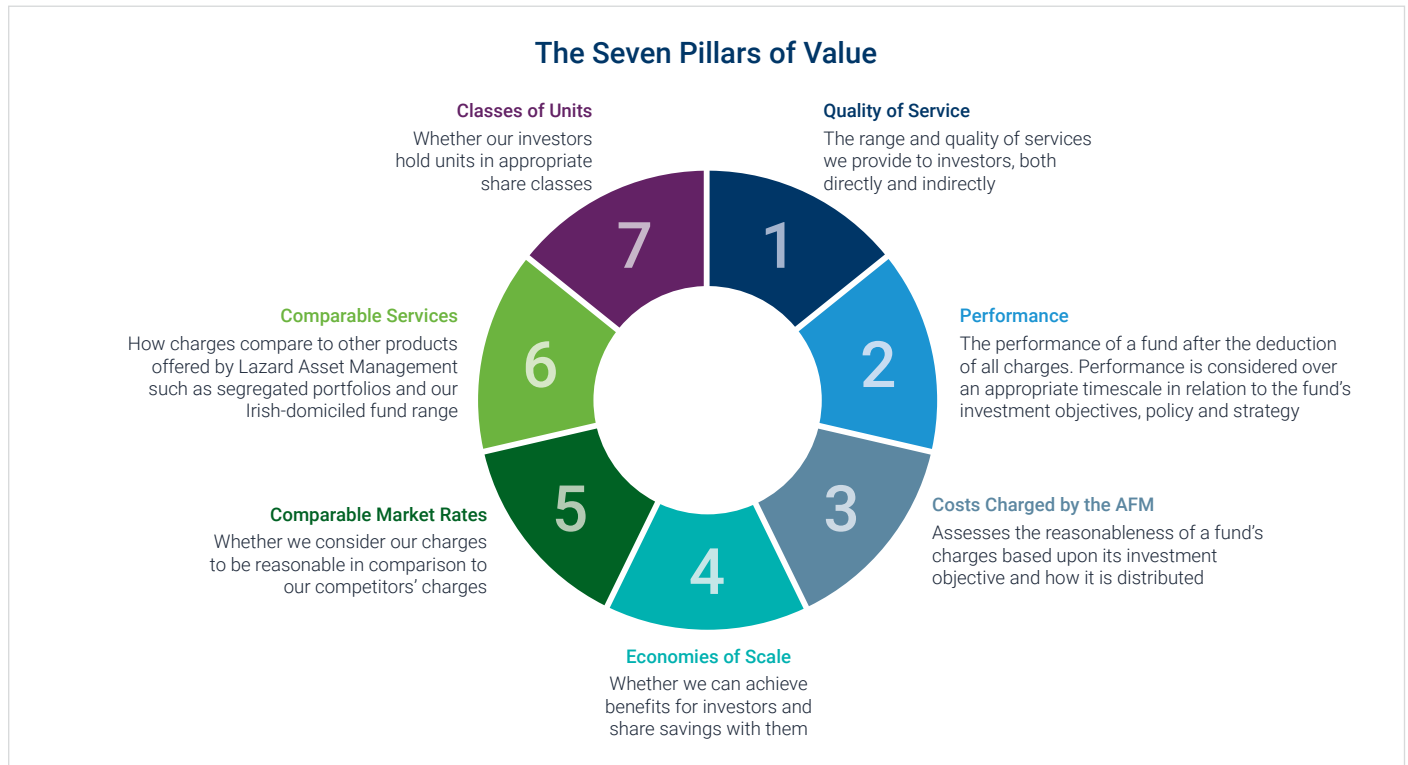 The Seven Pillars of Value
Quality of Service
The range and quality of services
we provide to investors, both
directly and indirectly
1
Performance
The performance of a fund after the deduction
of all charges. Performance is considered over
an appropriate timescale in relation to the fund’s
investment objectives, policy and strategy
2
Costs Charged by the AFM
Assesses the reasonableness of a fund’s
charges based upon its investment
objective and how it is distributed
3
4
Economies of Scale
Whether we can achieve
benefits for investors and
share savings with them
Comparable Market Rates
Whether we consider our charges
to be reasonable in comparison to
our competitors’ charges
5
Comparable Services
How charges compare to other products
offered by Lazard Asset Management
such as segregated portfolios and our
Irish-domiciled fund range
6
Classes of Units
Whether our investors
hold units in appropriate
share classes
7